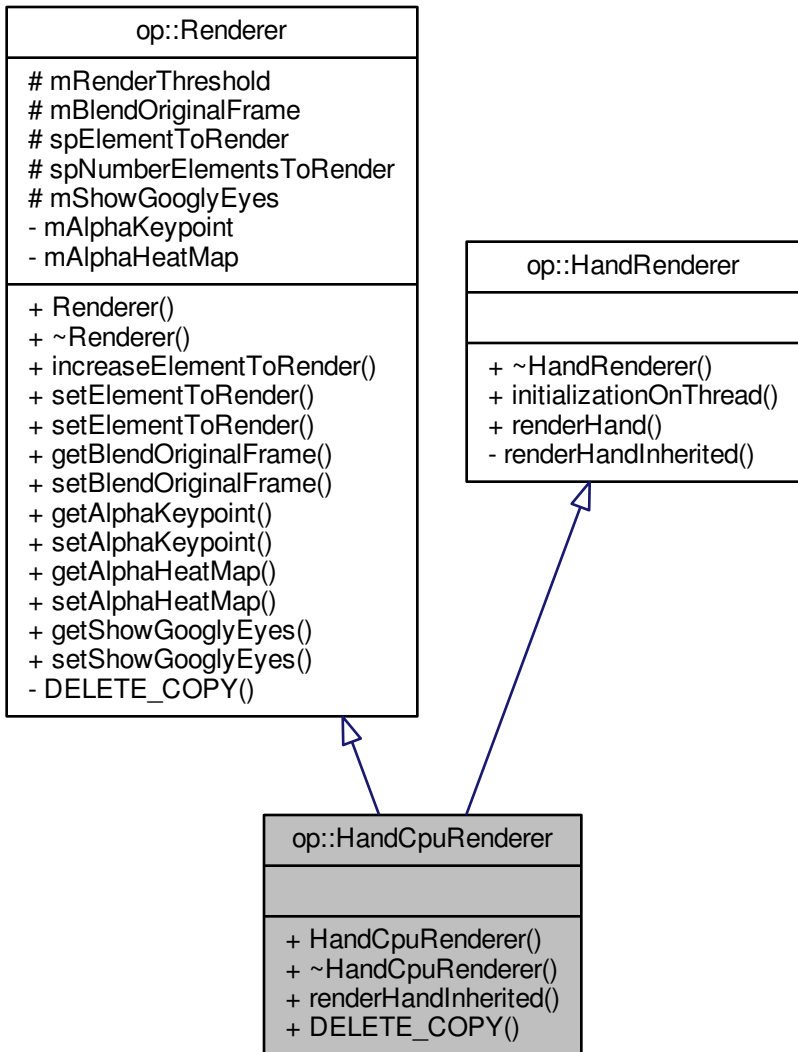 op::Renderer
# mRenderThreshold
# mBlendOriginalFrame
# spElementToRender
# spNumberElementsToRender
# mShowGooglyEyes
- mAlphaKeypoint
- mAlphaHeatMap
+ Renderer()
+ ~Renderer()
+ increaseElementToRender()
+ setElementToRender()
+ setElementToRender()
+ getBlendOriginalFrame()
+ setBlendOriginalFrame()
+ getAlphaKeypoint()
+ setAlphaKeypoint()
+ getAlphaHeatMap()
+ setAlphaHeatMap()
+ getShowGooglyEyes()
+ setShowGooglyEyes()
- DELETE_COPY()
op::HandRenderer
+ ~HandRenderer()
+ initializationOnThread()
+ renderHand()
- renderHandInherited()
op::HandCpuRenderer
+ HandCpuRenderer()
+ ~HandCpuRenderer()
+ renderHandInherited()
+ DELETE_COPY()